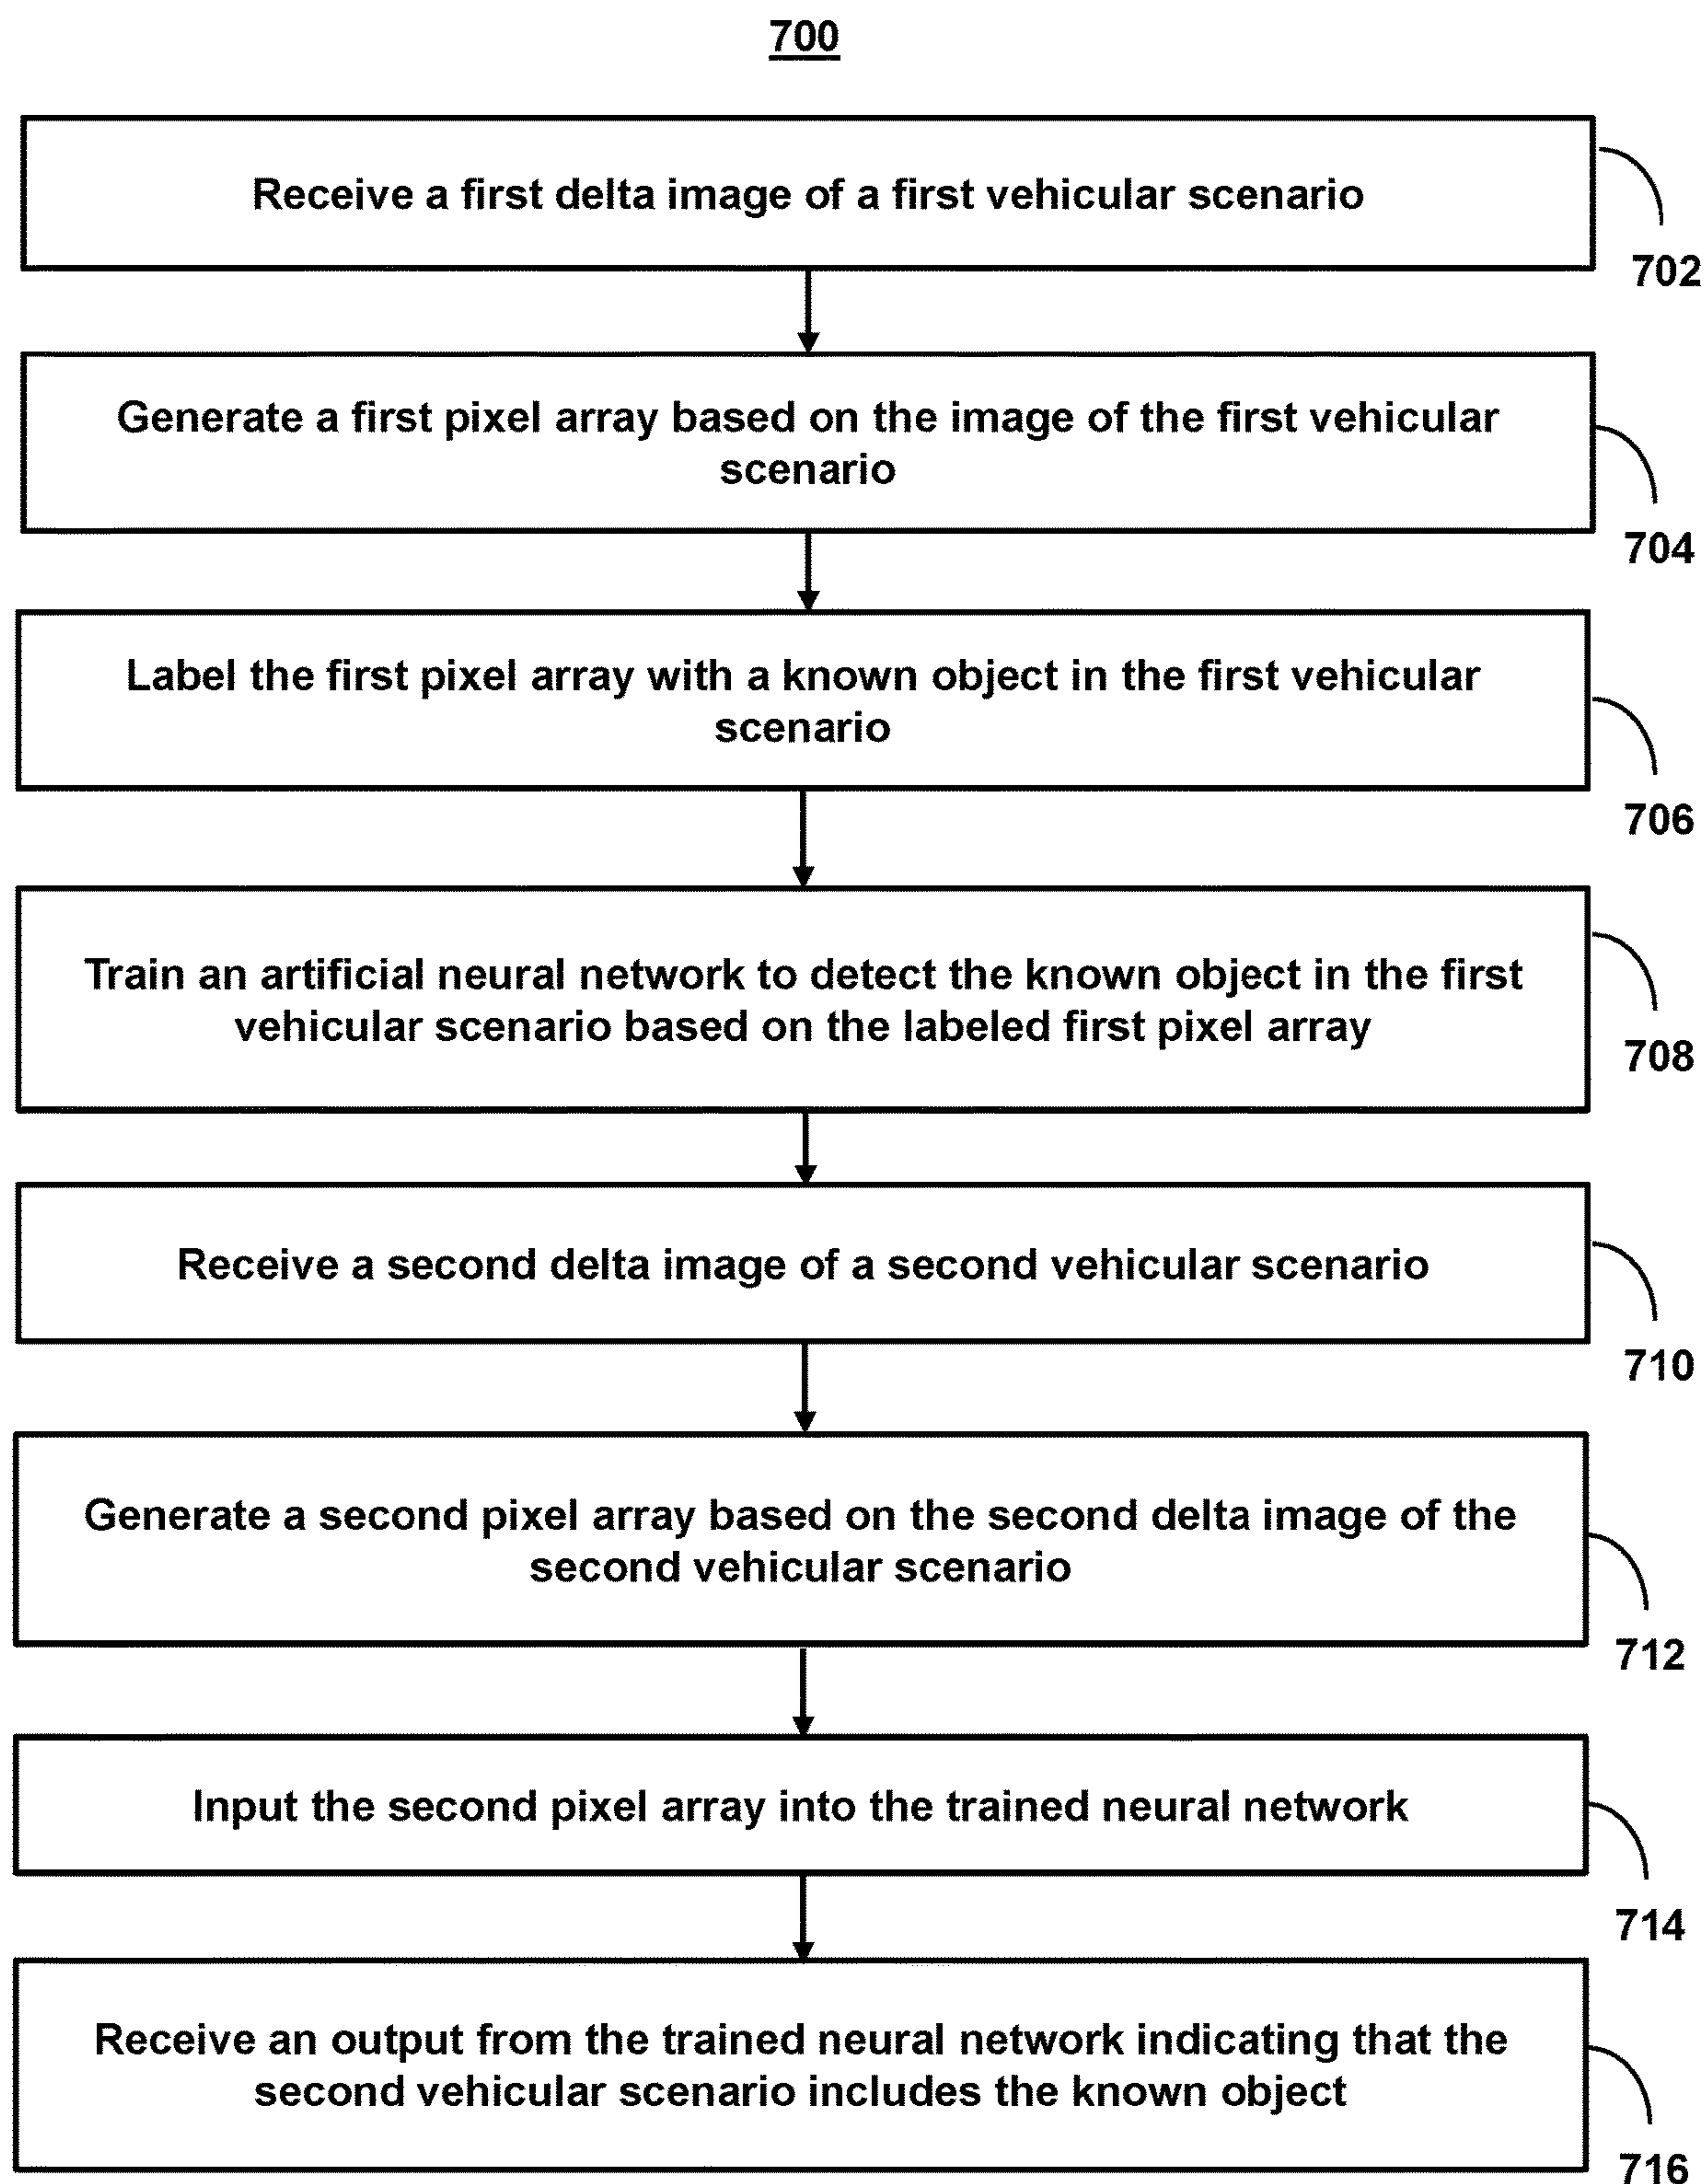 700
Receive a first delta image of a first vehicular scenario
702
Generate a first pixel array based on the image of the first vehicular
scenario
704
Label the first pixel array with a known object in the first vehicular
scenario
706
Train an artificial neural network to detect the known object in the first
vehicular scenario based on the labeled first pixel array
708
Receive a second delta image of a second vehicular scenario
710
Generate a second pixel array based on the second delta image of the
second vehicular scenario
712
Input the second pixel array into the trained neural network
714
Receive an output from the trained neural network indicating that the
second vehicular scenario includes the known object
716